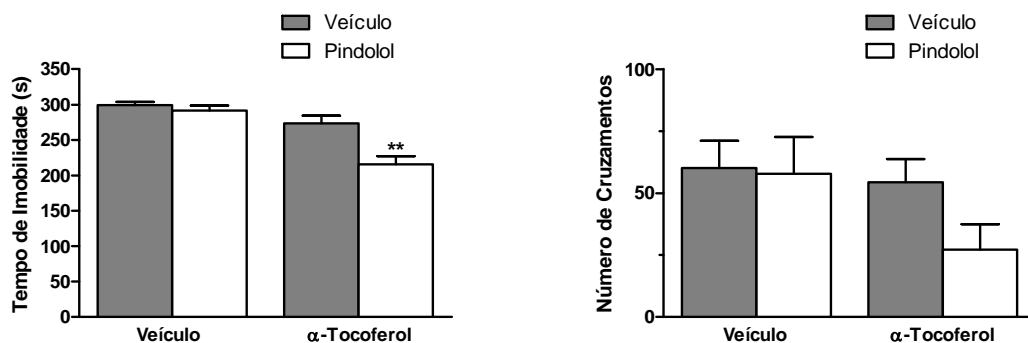 Veículo
Pindolol
Tempo de Imobilidade (s)
350
300
250
200
150
100
50
0
**
Veículo
α-Tocoferol
Veículo
Pindolol
Número de Cruzamentos
100
50
0
Veículo
α-Tocoferol